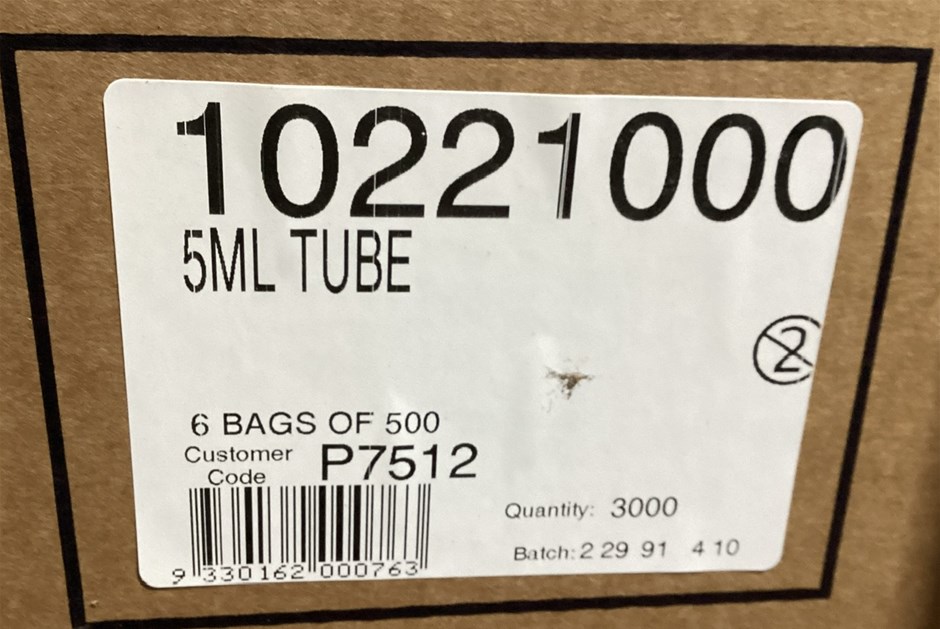 10221000
5ML TUBE
2
6 BAGS OF 500
Customer Code P7512
Quantity: 3000
Batch: 2 29 91 4 10
9 330162 000763